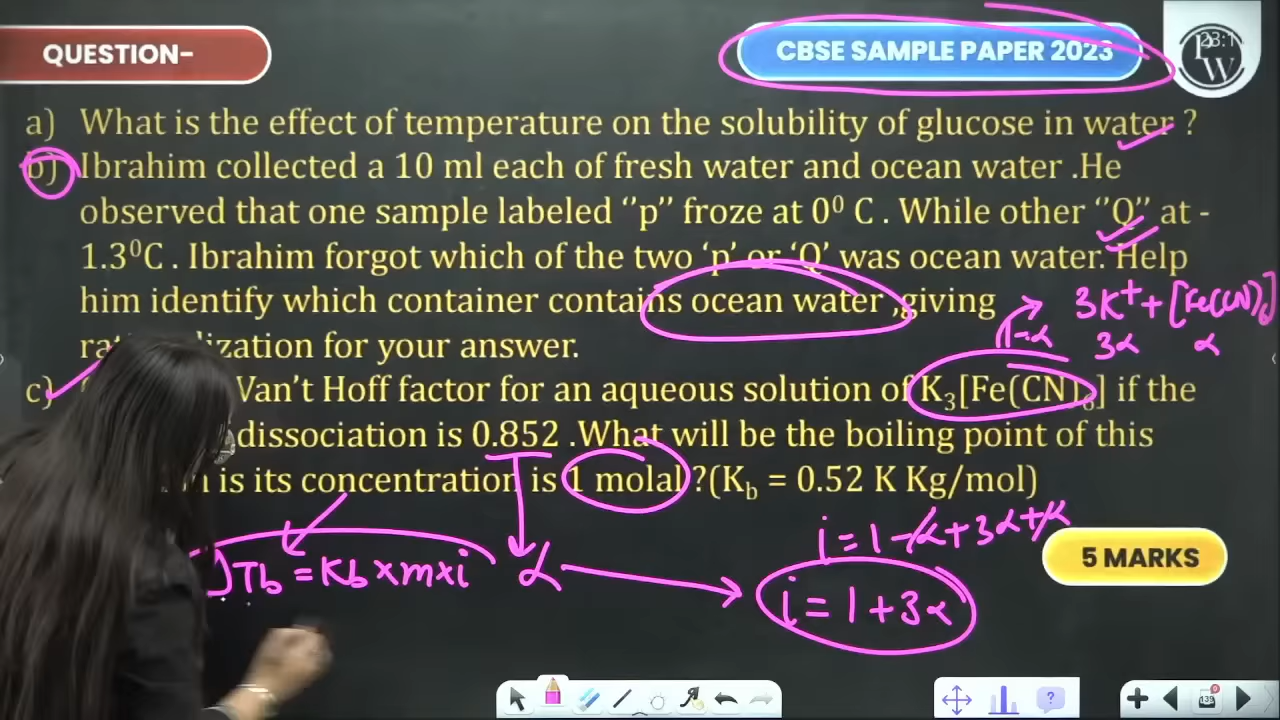 QUESTION-
CBSE SAMPLE PAPER 2023
23:1
W
a) What is the effect of temperature on the solubility of glucose in water ?
b) Ibrahim collected a 10 ml each of fresh water and ocean water .He
observed that one sample labeled ‘’p’’ froze at 0⁰ C . While other ‘’Q’’ at -
1.3⁰C . Ibrahim forgot which of the two ‘p’ or ‘Q’ was ocean water. Help
him identify which container contains ocean water ,giving
for your answer.
3K⁺ + [Fe(CN)
1-α 3α α
c) Van’t Hoff factor for an aqueous solution of K₃[Fe(CN)₆] if the
dissociation is 0.852 .What will be the boiling point of this
is its concentration is 1 molal ?(K_b = 0.52 K Kg/mol)
i = 1 - α + 3α + α
Tb = Kb × m × i α
i = 1 + 3α
5 MARKS
139